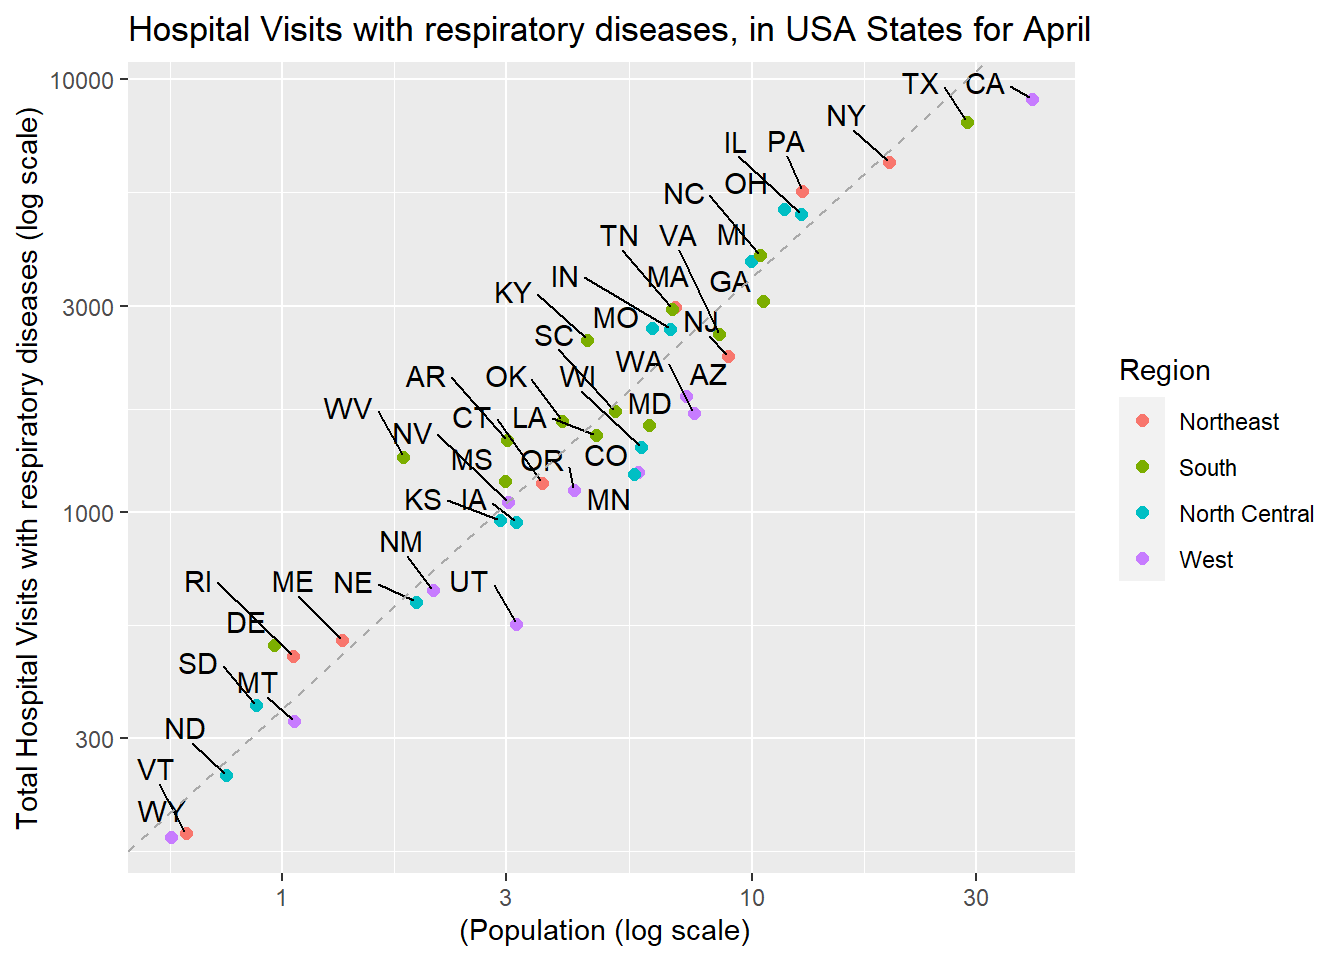 Hospital Visits with respiratory diseases, in USA States for April
Total Hospital Visits with respiratory diseases (log scale)
10000
3000
1000
300
TX
CA
NY
IL
PA
OH
NC
TN
VA
MI
IN
MA
GA
KY
MO
NJ
SC
WA
AZ
AR
OK
WI
MD
WV
CT
LA
NV
MS
OR
CO
KS
IA
MN
NM
RI
ME
NE
UT
DE
SD
MT
ND
VT
WY
1
3
10
30
(Population (log scale)
Region
Northeast
South
North Central
West